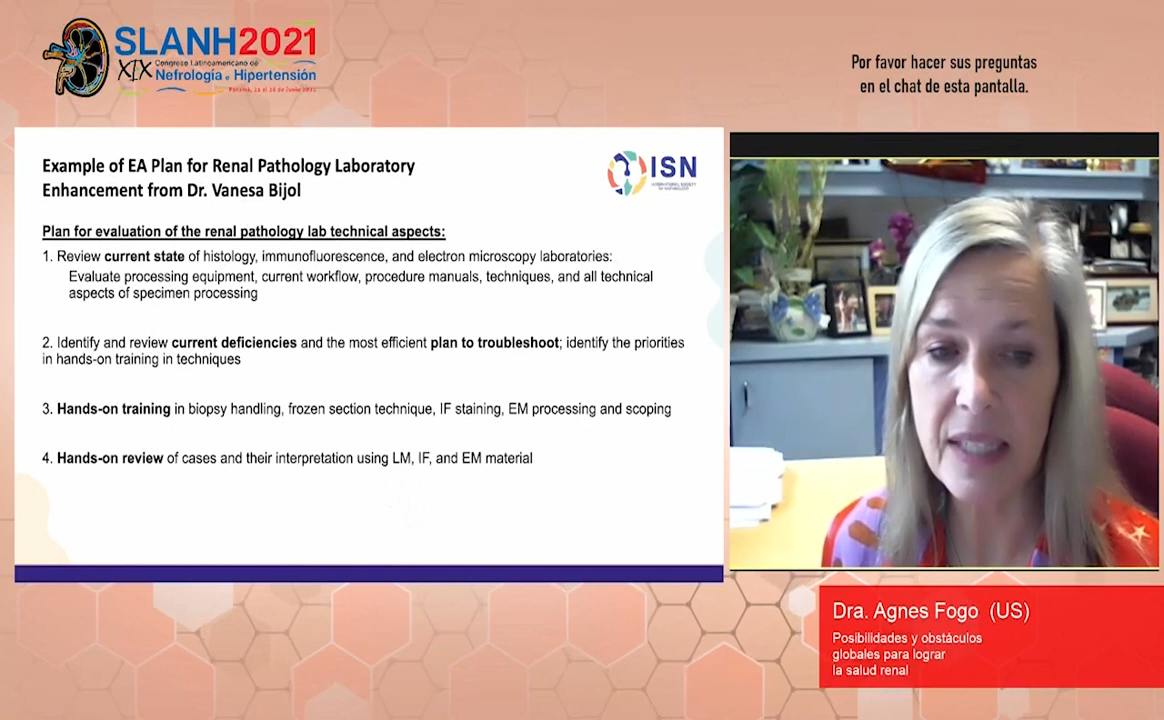 SLANH2021
XIX Congreso Latinoamericano de
Nefrología e Hipertensión
Por favor hacer sus preguntas
en el chat de esta pantalla.
Example of EA Plan for Renal Pathology Laboratory
Enhancement from Dr. Vanesa Bijol
ISN
INTERNATIONAL SOCIETY
OF NEPHROLOGY
Plan for evaluation of the renal pathology lab technical aspects:
1. Review current state of histology, immunofluorescence, and electron microscopy laboratories:
Evaluate processing equipment, current workflow, procedure manuals, techniques, and all technical
aspects of specimen processing
2. Identify and review current deficiencies and the most efficient plan to troubleshoot; identify the priorities
in hands-on training in techniques
3. Hands-on training in biopsy handling, frozen section technique, IF staining, EM processing and scoping
4. Hands-on review of cases and their interpretation using LM, IF, and EM material
Dra. Agnes Fogo (US)
Posibilidades y obstáculos
globales para lograr
la salud renal